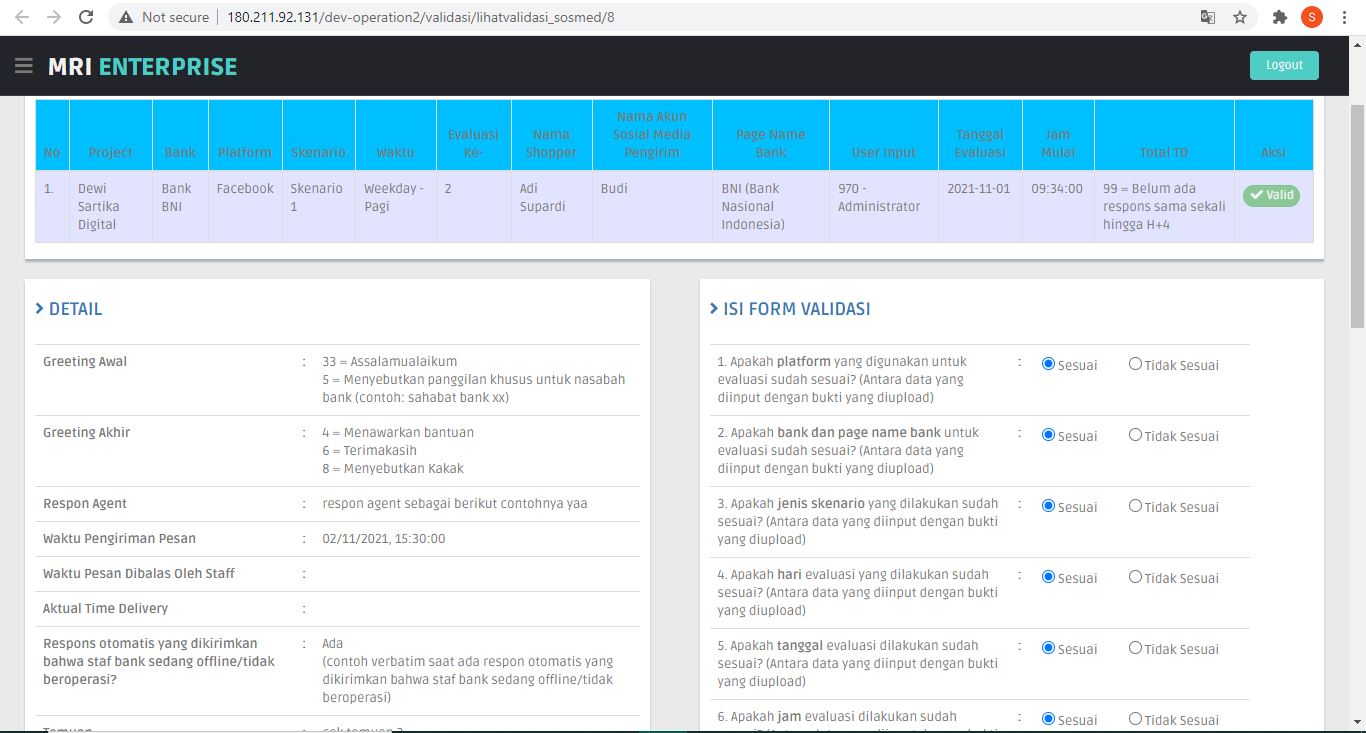 Not secure
180.211.92.131/dev-operation2/validasi/lihatvalidasi_sosmed/8
S
MRI ENTERPRISE
Logout
No
Project
Bank
Platform
Skenario
Waktu
Evaluasi
Ke-
Nama
Shopper
Nama Akun
Sosial Media
Pengirim
Page Name
Bank
User Input
Tanggal
Evaluasi
Jam
Mulai
Total TD
Aksi
1.
Dewi
Sartika
Digital
Bank
BNI
Facebook
Skenario
1
Weekday -
Pagi
2
Adi
Supardi
Budi
BNI (Bank
Nasional
Indonesia)
970 -
Administrator
2021-11-01
09:34:00
99 = Belum ada
respons sama sekali
hingga H+4
Valid
DETAIL
Greeting Awal
:
33 = Assalamualaikum
5 = Menyebutkan panggilan khusus untuk nasabah
bank (contoh: sahabat bank xx)
Greeting Akhir
:
4 = Menawarkan bantuan
6 = Terimakasih
8 = Menyebutkan Kakak
Respon Agent
:
respon agent sebagai berikut contohnya yaa
Waktu Pengiriman Pesan
:
02/11/2021, 15:30:00
Waktu Pesan Dibalas Oleh Staff
:
Aktual Time Delivery
:
Respons otomatis yang dikirimkan
bahwa staf bank sedang offline/tidak
beroperasi?
:
Ada
(contoh verbatim saat ada respon otomatis yang
dikirimkan bahwa staf bank sedang offline/tidak
beroperasi)
ISI FORM VALIDASI
1. Apakah platform yang digunakan untuk
evaluasi sudah sesuai? (Antara data yang
diinput dengan bukti yang diupload)
:
Sesuai
Tidak Sesuai
2. Apakah bank dan page name bank untuk
evaluasi sudah sesuai? (Antara data yang
diinput dengan bukti yang diupload)
:
Sesuai
Tidak Sesuai
3. Apakah jenis skenario yang dilakukan sudah
sesuai? (Antara data yang diinput dengan bukti
yang diupload)
:
Sesuai
Tidak Sesuai
4. Apakah hari evaluasi yang dilakukan sudah
sesuai? (Antara data yang diinput dengan bukti
yang diupload)
:
Sesuai
Tidak Sesuai
5. Apakah tanggal evaluasi dilakukan sudah
sesuai? (Antara data yang diinput dengan bukti
yang diupload)
:
Sesuai
Tidak Sesuai
6. Apakah jam evaluasi dilakukan sudah
:
Sesuai
Tidak Sesuai